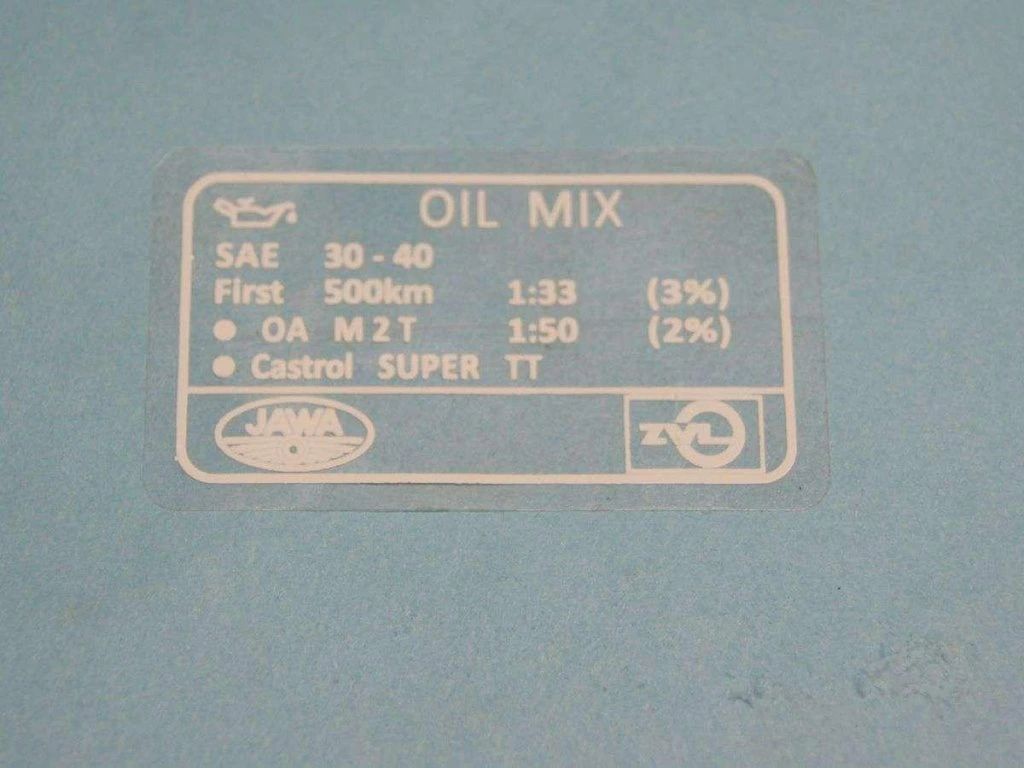 OIL MIX
SAE 30 - 40
First 500km 1:33 (3%)
● OA M2T 1:50 (2%)
● Castrol SUPER TT
JAWA
ZVL